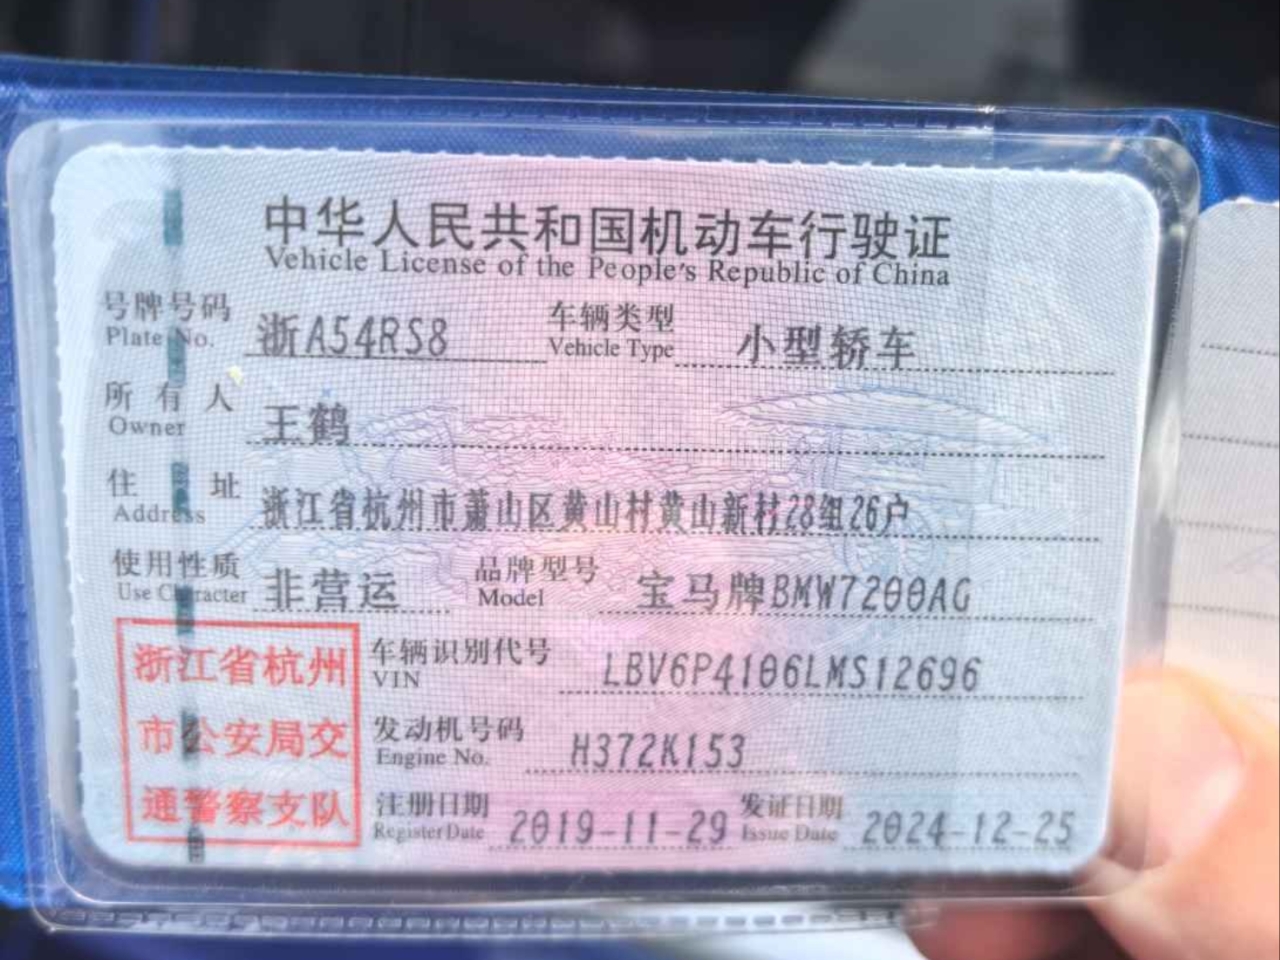 中华人民共和国机动车行驶证
Vehicle License of the People's Republic of China
号牌号码 浙A54RS8 车辆类型 小型轿车
Plate No. Vehicle Type
所有人 王鹤
Owner
住址 浙江省杭州市萧山区黄山村黄山新村28组26户
Address
使用性质 非营运 品牌型号 宝马牌BMW7200AG
Use Character Model
浙江省杭州
市公安局交
通警察支队
车辆识别代号 LBV6P4106LMS12696
VIN
发动机号码 H372K153
Engine No.
注册日期 2019-11-29 发证日期 2024-12-25
Register Date Issue Date